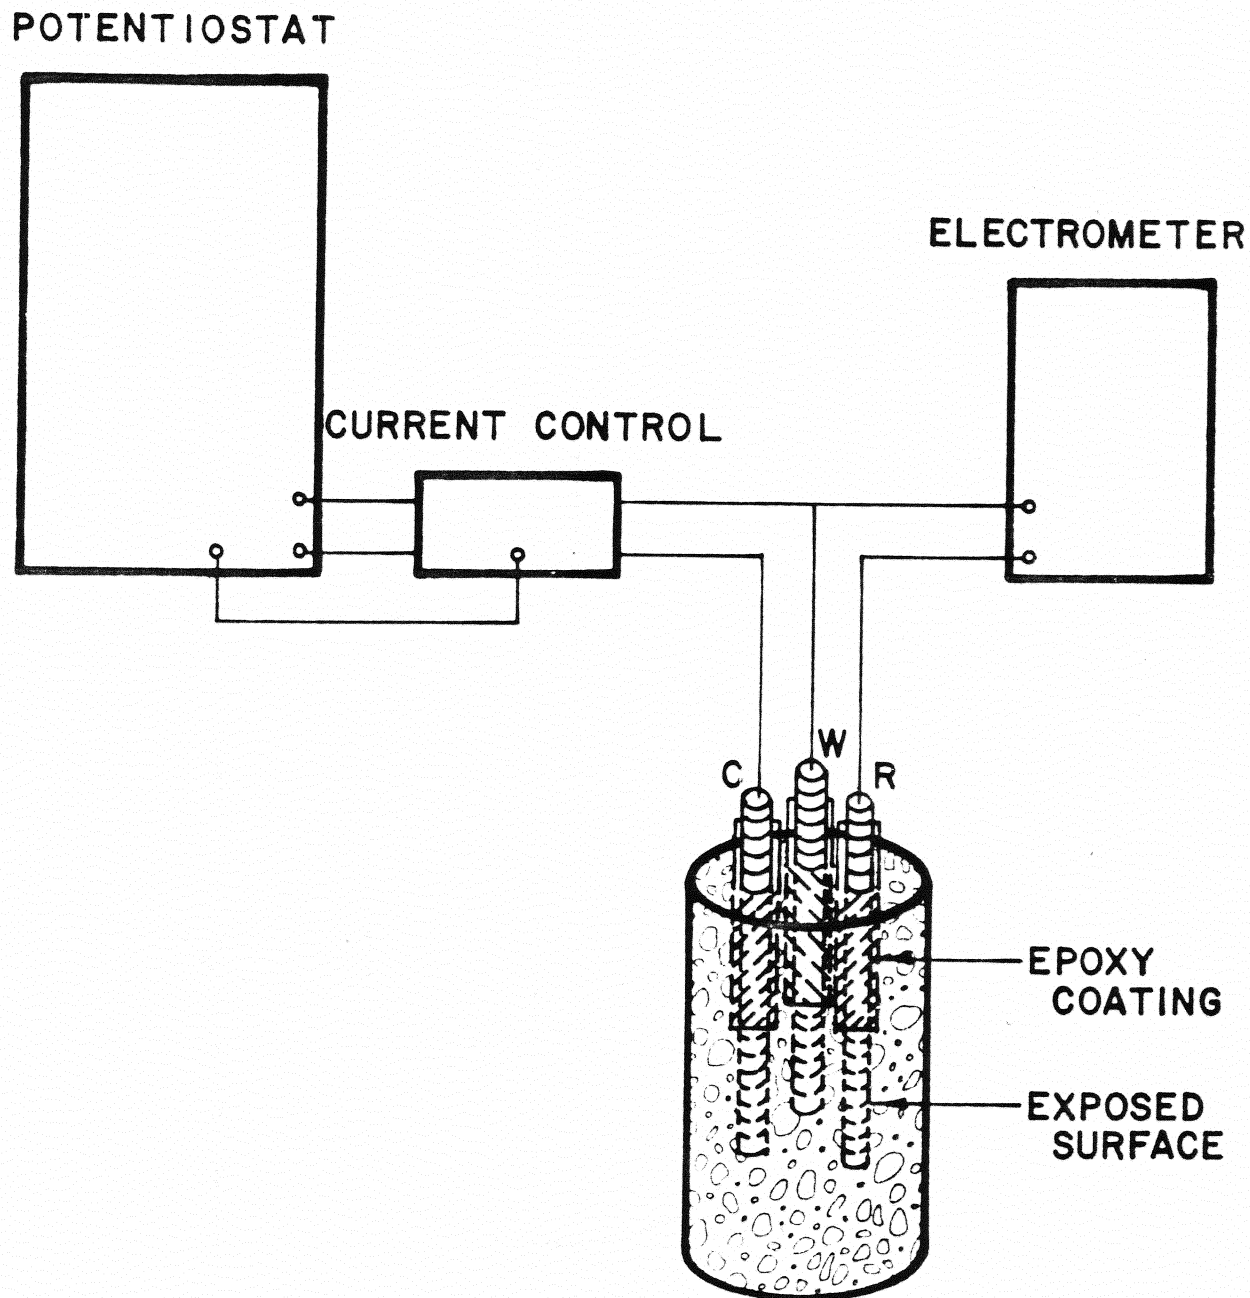 POTENTIOSTAT
ELECTROMETER
CURRENT CONTROL
W
C
R
EPOXY
COATING
EXPOSED
SURFACE